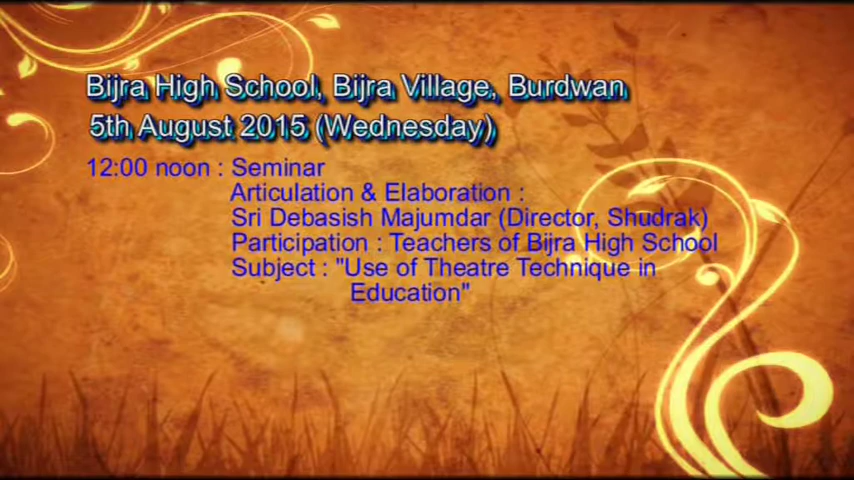 Bijra High School, Bijra Village, Burdwan
5th August 2015 (Wednesday)
12:00 noon : Seminar
Articulation & Elaboration :
Sri Debasish Majumdar (Director, Shudrak)
Participation : Teachers of Bijra High School
Subject : "Use of Theatre Technique in
Education"